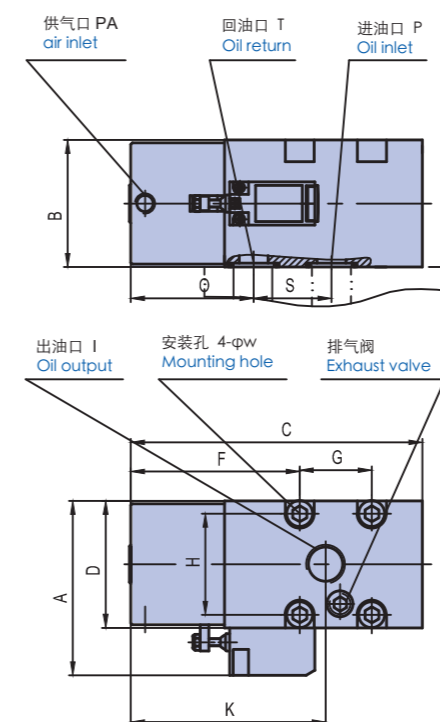 供气口 PA
air inlet
回油口 T
Oil return
进油口 P
Oil inlet
B
Q
S
出油口 I
Oil output
安装孔 4-φw
Mounting hole
排气阀
Exhaust valve
C
F
G
A
D
H
K